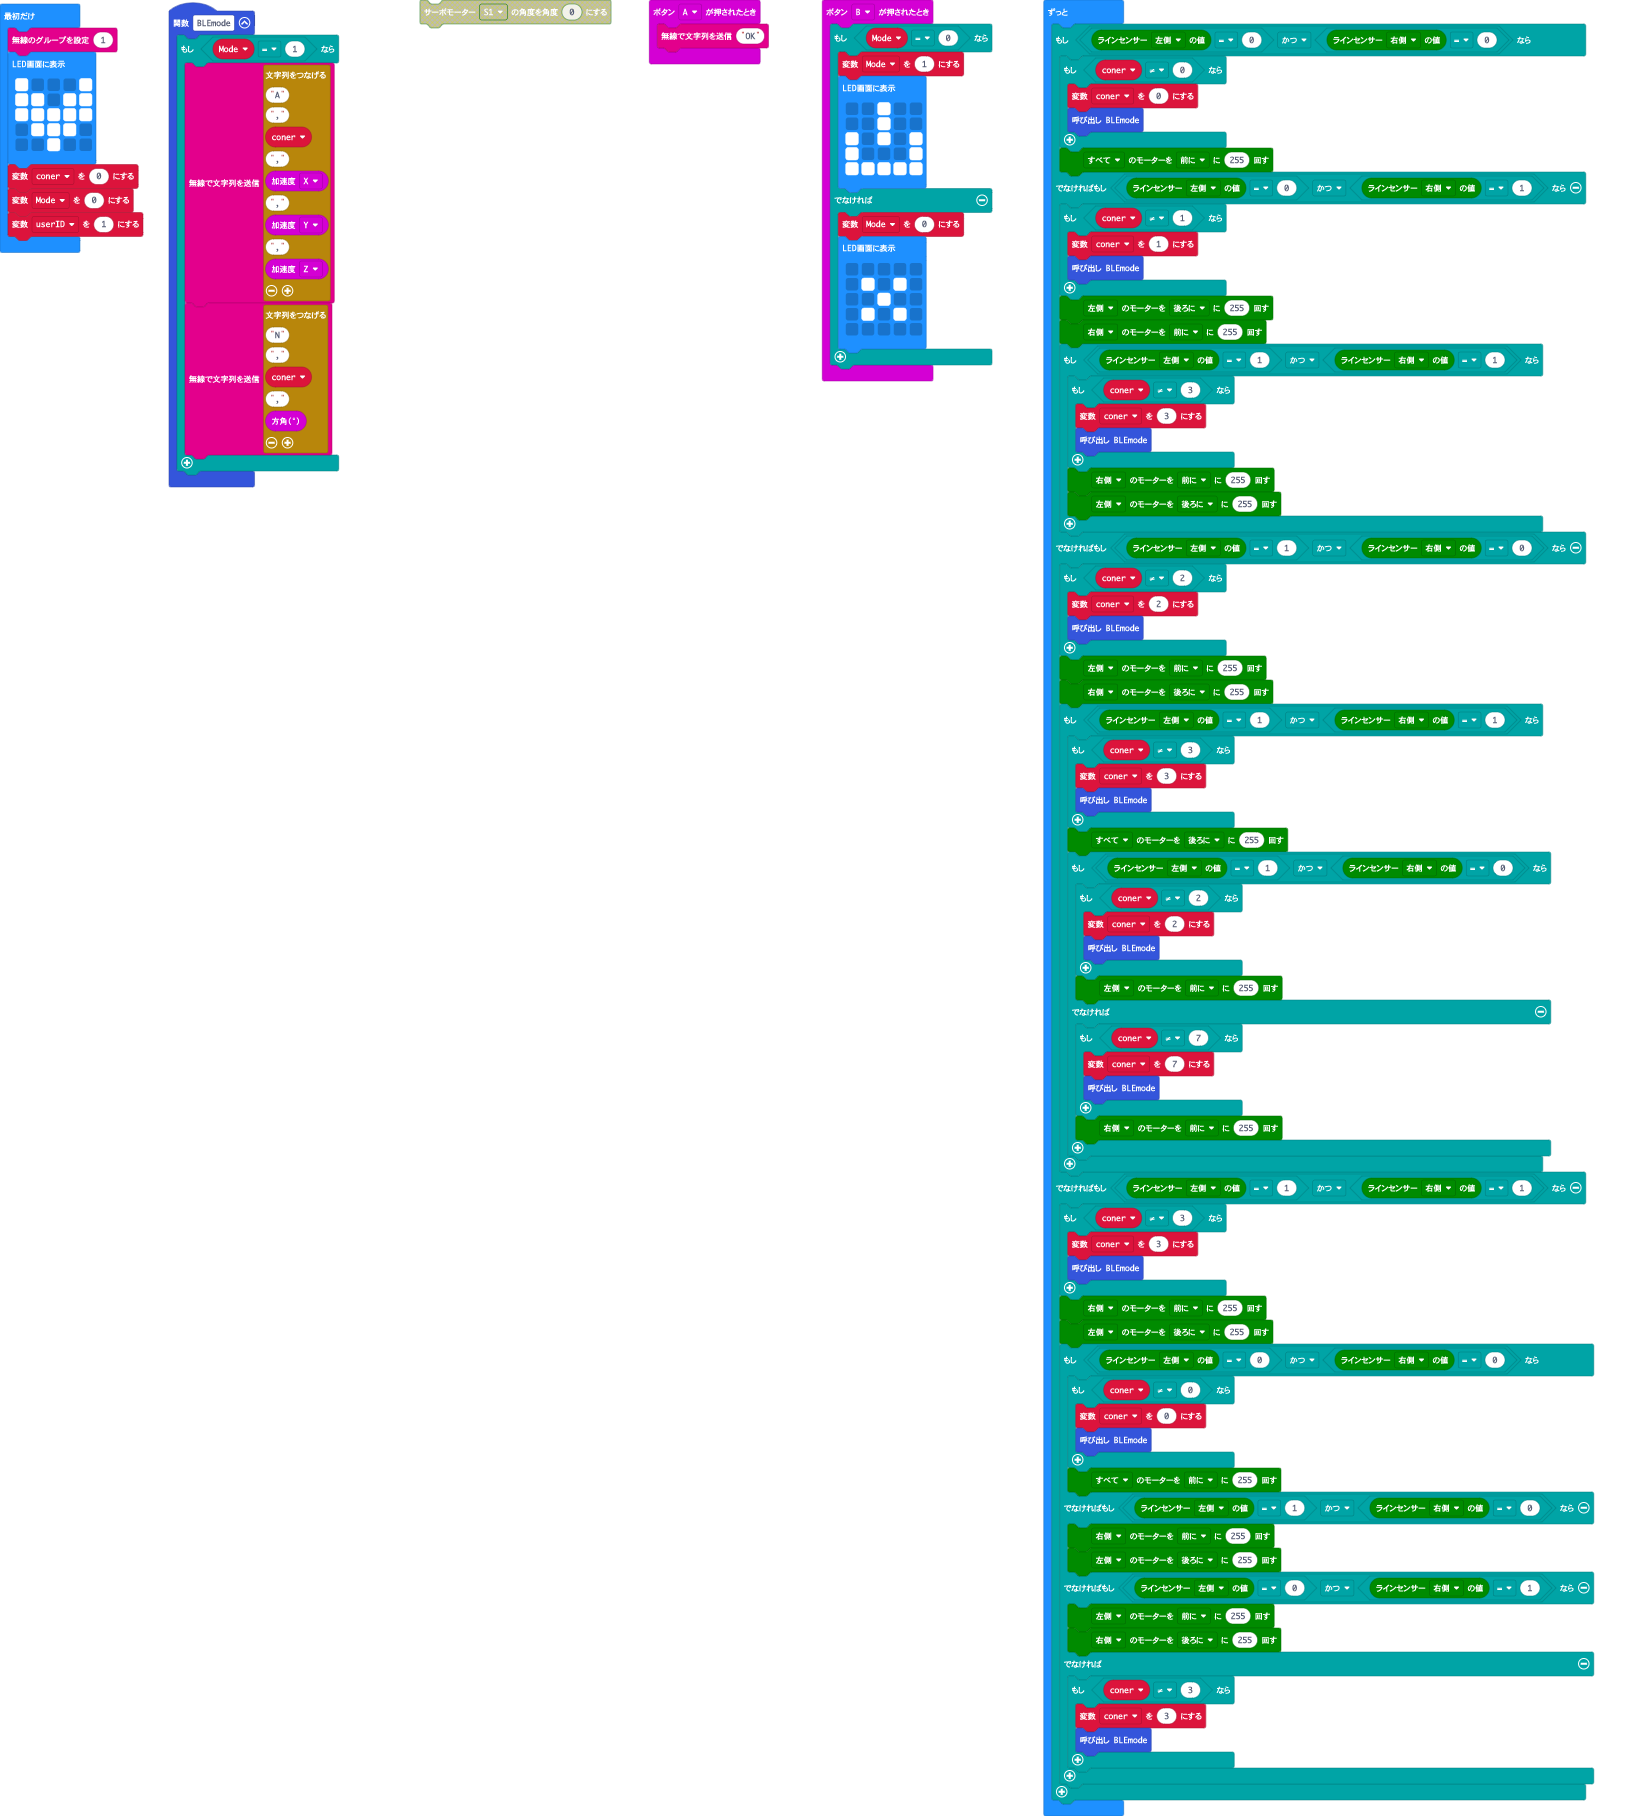 最初だけ
無線のグループを設定 1
LED画面に表示
変数 coner を 0 にする
変数 Mode を 0 にする
変数 userID を 1 にする
関数 BLEmode
もし Mode = 1 なら
無線で文字列を送信
文字列をつなげる
"A"
","
coner
","
加速度 X
","
加速度 Y
","
加速度 Z
無線で文字列を送信
文字列をつなげる
"N"
","
coner
","
方角(°)
サーボモーター S1 の角度を角度 0 にする
ボタン A が押されたとき
無線で文字列を送信 "OK"
ボタン B が押されたとき
もし Mode = 0 なら
変数 Mode を 1 にする
LED画面に表示
でなければ
変数 Mode を 0 にする
LED画面に表示
ずっと
もし ラインセンサー 左側 の値 = 0 かつ ラインセンサー 右側 の値 = 0 なら
もし coner ≠ 0 なら
変数 coner を 0 にする
呼び出し BLEmode
すべて のモーターを 前に に 255 回す
でなければもし ラインセンサー 左側 の値 = 0 かつ ラインセンサー 右側 の値 = 1 なら
もし coner ≠ 1 なら
変数 coner を 1 にする
呼び出し BLEmode
左側 のモーターを 後ろに に 255 回す
右側 のモーターを 前に に 255 回す
もし ラインセンサー 左側 の値 = 1 かつ ラインセンサー 右側 の値 = 1 なら
もし coner ≠ 3 なら
変数 coner を 3 にする
呼び出し BLEmode
右側 のモーターを 前に に 255 回す
左側 のモーターを 後ろに に 255 回す
でなければもし ラインセンサー 左側 の値 = 1 かつ ラインセンサー 右側 の値 = 0 なら
もし coner ≠ 2 なら
変数 coner を 2 にする
呼び出し BLEmode
左側 のモーターを 前に に 255 回す
右側 のモーターを 後ろに に 255 回す
もし ラインセンサー 左側 の値 = 1 かつ ラインセンサー 右側 の値 = 1 なら
もし coner ≠ 3 なら
変数 coner を 3 にする
呼び出し BLEmode
すべて のモーターを 後ろに に 255 回す
もし ラインセンサー 左側 の値 = 1 かつ ラインセンサー 右側 の値 = 0 なら
もし coner ≠ 2 なら
変数 coner を 2 にする
呼び出し BLEmode
左側 のモーターを 前に に 255 回す
でなければ
もし coner ≠ 7 なら
変数 coner を 7 にする
呼び出し BLEmode
右側 のモーターを 前に に 255 回す
でなければもし ラインセンサー 左側 の値 = 1 かつ ラインセンサー 右側 の値 = 1 なら
もし coner ≠ 3 なら
変数 coner を 3 にする
呼び出し BLEmode
右側 のモーターを 前に に 255 回す
左側 のモーターを 後ろに に 255 回す
もし ラインセンサー 左側 の値 = 0 かつ ラインセンサー 右側 の値 = 0 なら
もし coner ≠ 0 なら
変数 coner を 0 にする
呼び出し BLEmode
すべて のモーターを 前に に 255 回す
でなければもし ラインセンサー 左側 の値 = 1 かつ ラインセンサー 右側 の値 = 0 なら
右側 のモーターを 前に に 255 回す
左側 のモーターを 後ろに に 255 回す
でなければもし ラインセンサー 左側 の値 = 0 かつ ラインセンサー 右側 の値 = 1 なら
左側 のモーターを 前に に 255 回す
右側 のモーターを 後ろに に 255 回す
でなければ
もし coner ≠ 3 なら
変数 coner を 3 にする
呼び出し BLEmode